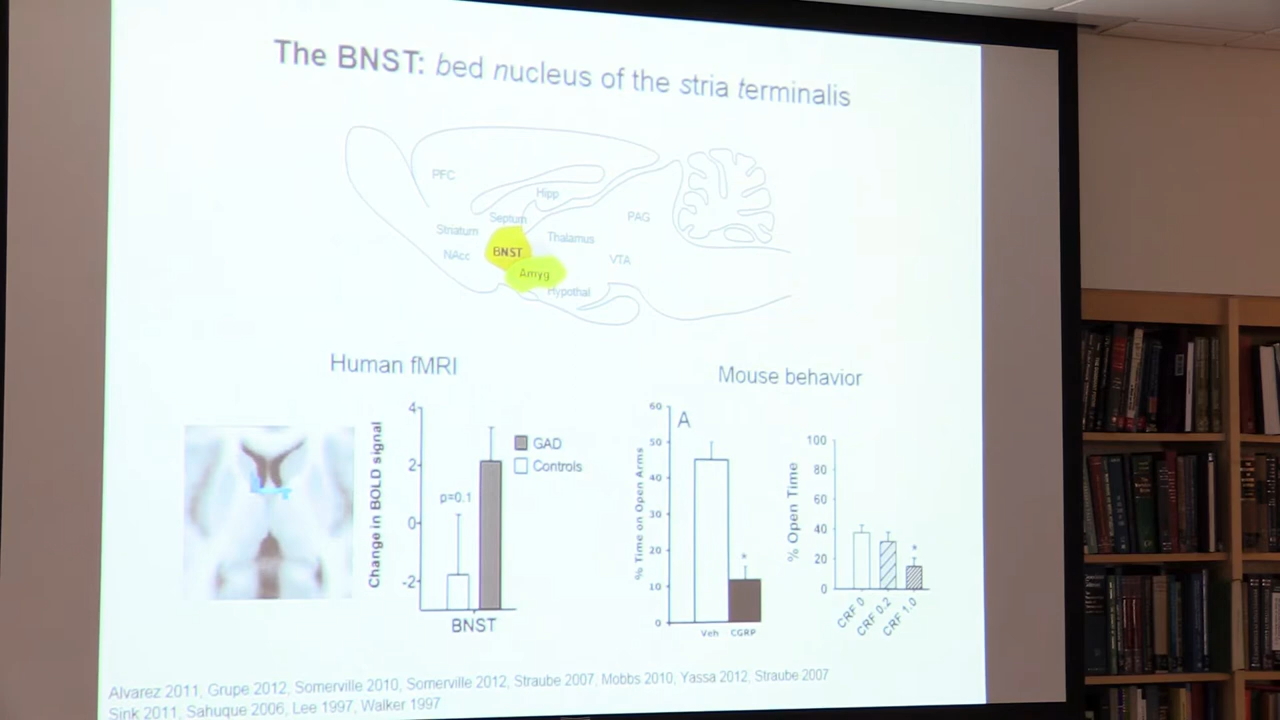 The BNST: bed nucleus of the stria terminalis
PFC
Hipp
Septum
Striatum
Thalamus
PAG
BNST
NAcc
VTA
Amyg
Hypothal
Human fMRI
Mouse behavior
Change in BOLD signal
4
2
0
-2
p=0.1
GAD
Controls
BNST
A
% Time on Open Arms
60
50
40
30
20
10
0
*
Veh CGRP
% Open Time
100
80
60
40
20
0
*
CRF 0
CRF 0.2
CRF 1.0
Alvarez 2011, Grupe 2012, Somerville 2010, Somerville 2012, Straube 2007, Mobbs 2010, Yassa 2012, Straube 2007
Sink 2011, Sahuque 2006, Lee 1997, Walker 1997